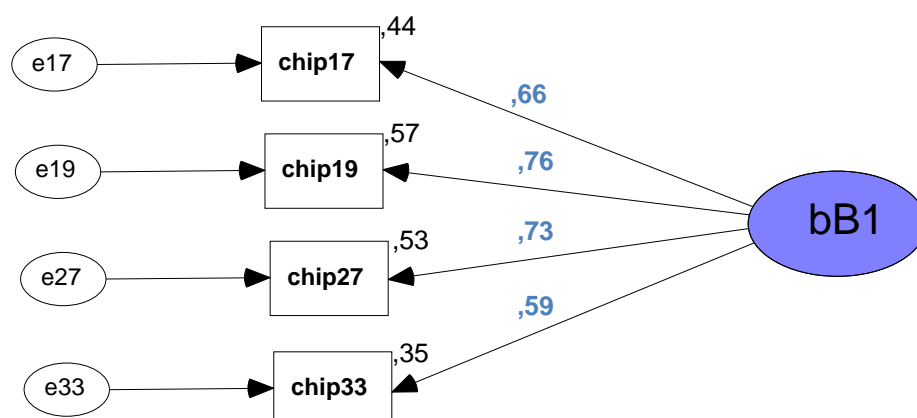 ,44
e17
chip17
,66
,57
e19
chip19
,76
bB1
,73
,53
e27
chip27
,59
,35
e33
chip33